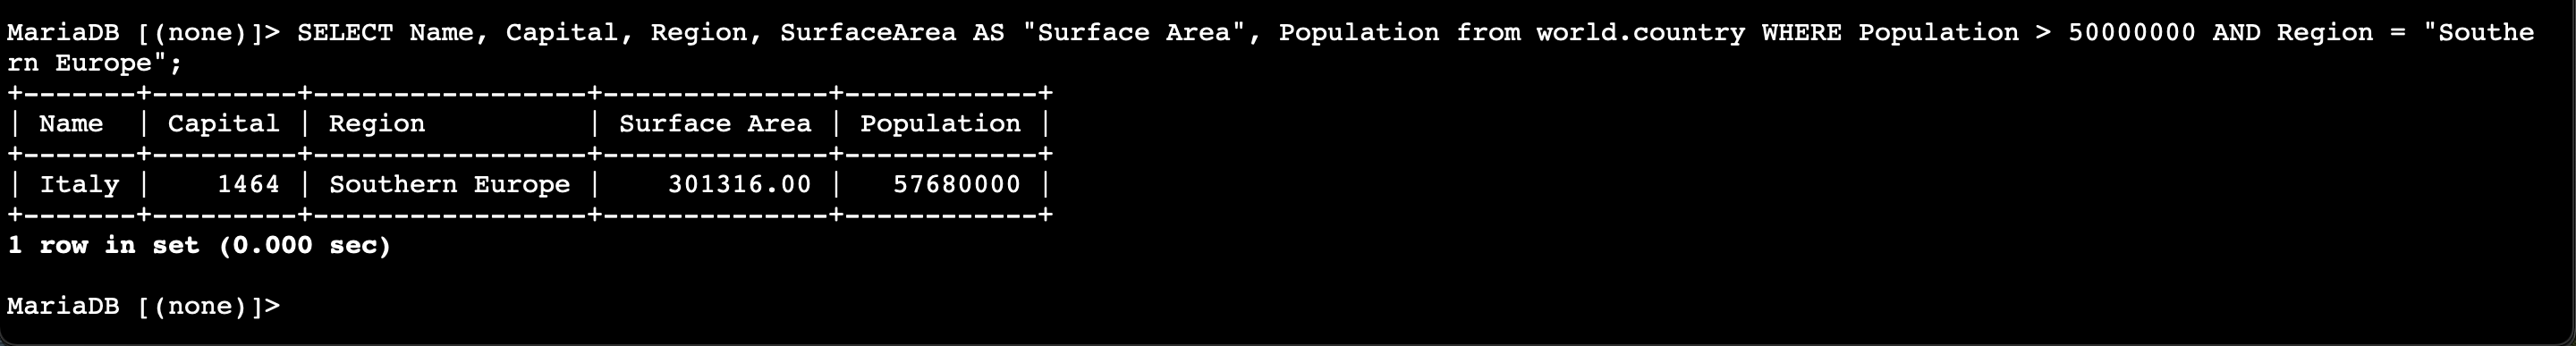 MariaDB [(none)]> SELECT Name, Capital, Region, SurfaceArea AS "Surface Area", Population from world.country WHERE Population > 50000000 AND Region = "Southe
rn Europe";
+-------+---------+-----------------+--------------+------------+
| Name  | Capital | Region          | Surface Area | Population |
+-------+---------+-----------------+--------------+------------+
| Italy |    1464 | Southern Europe |    301316.00 |   57680000 |
+-------+---------+-----------------+--------------+------------+
1 row in set (0.000 sec)

MariaDB [(none)]>